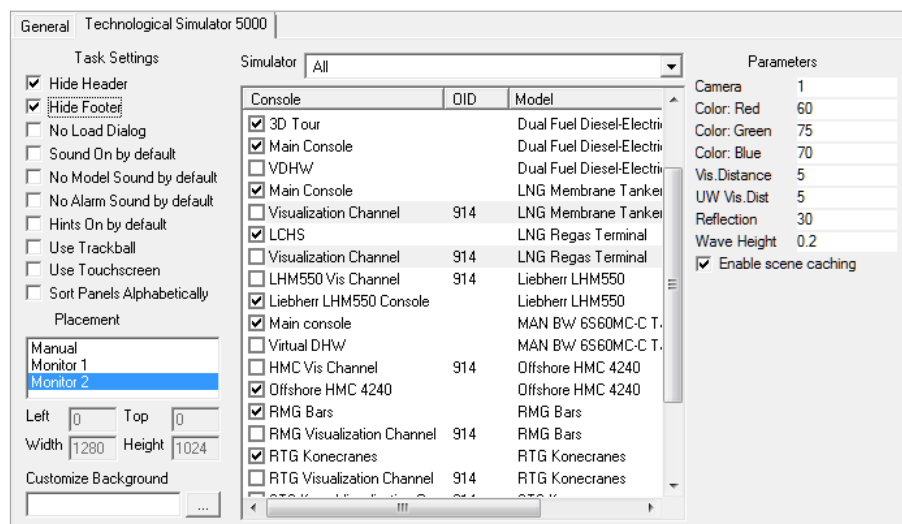 General Technological Simulator 5000
Task Settings
Hide Header
Hide Footer
No Load Dialog
Sound On by default
No Model Sound by default
No Alarm Sound by default
Hints On by default
Use Trackball
Use Touchscreen
Sort Panels Alphabetically
Placement
Manual
Monitor 1
Monitor 2
Left 0 Top 0
Width 1280 Height 1024
Customize Background
...
Simulator All
Console OID Model
3D Tour Dual Fuel Diesel-Electri
Main Console Dual Fuel Diesel-Electri
VDHW Dual Fuel Diesel-Electri
Main Console LNG Membrane Tanker
Visualization Channel 914 LNG Membrane Tanker
LCHS LNG Regas Terminal
Visualization Channel 914 LNG Regas Terminal
LHM550 Vis Channel 914 Liebherr LHM550
Liebherr LHM550 Console Liebherr LHM550
Main console MAN BW 6S60MC-C T
Virtual DHW MAN BW 6S60MC-C T
HMC Vis Channel 914 Offshore HMC 4240
Offshore HMC 4240 Offshore HMC 4240
RMG Bars RMG Bars
RMG Visualization Channel 914 RMG Bars
RTG Konecranes RTG Konecranes
RTG Visualization Channel 914 RTG Konecranes
Parameters
Camera 1
Color: Red 60
Color: Green 75
Color: Blue 70
Vis.Distance 5
UW Vis.Dist 5
Reflection 30
Wave Height 0.2
Enable scene caching